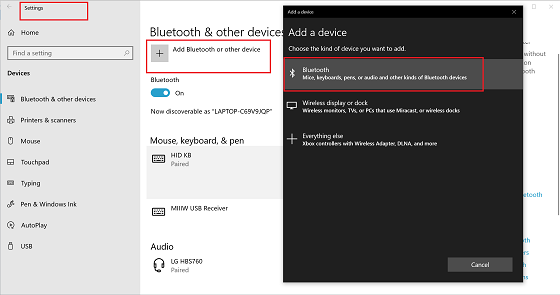 Settings
Home
Find a setting
Devices
Bluetooth & other devices
Printers & scanners
Mouse
Touchpad
Typing
Pen & Windows Ink
AutoPlay
USB
Bluetooth & other devices
Add Bluetooth or other device
Bluetooth
On
Now discoverable as "LAPTOP-C69V9JQP"
Mouse, keyboard, & pen
HID KB
Paired
MIIIW USB Receiver
Audio
LG HBS760
Paired
Add a device
Add a device
Choose the kind of device you want to add.
Bluetooth
Mice, keyboards, pens, or audio and other kinds of Bluetooth devices
Wireless display or dock
Wireless monitors, TVs, or PCs that use Miracast, or wireless docks
Everything else
Xbox controllers with Wireless Adapter, DLNA, and more
Cancel
without